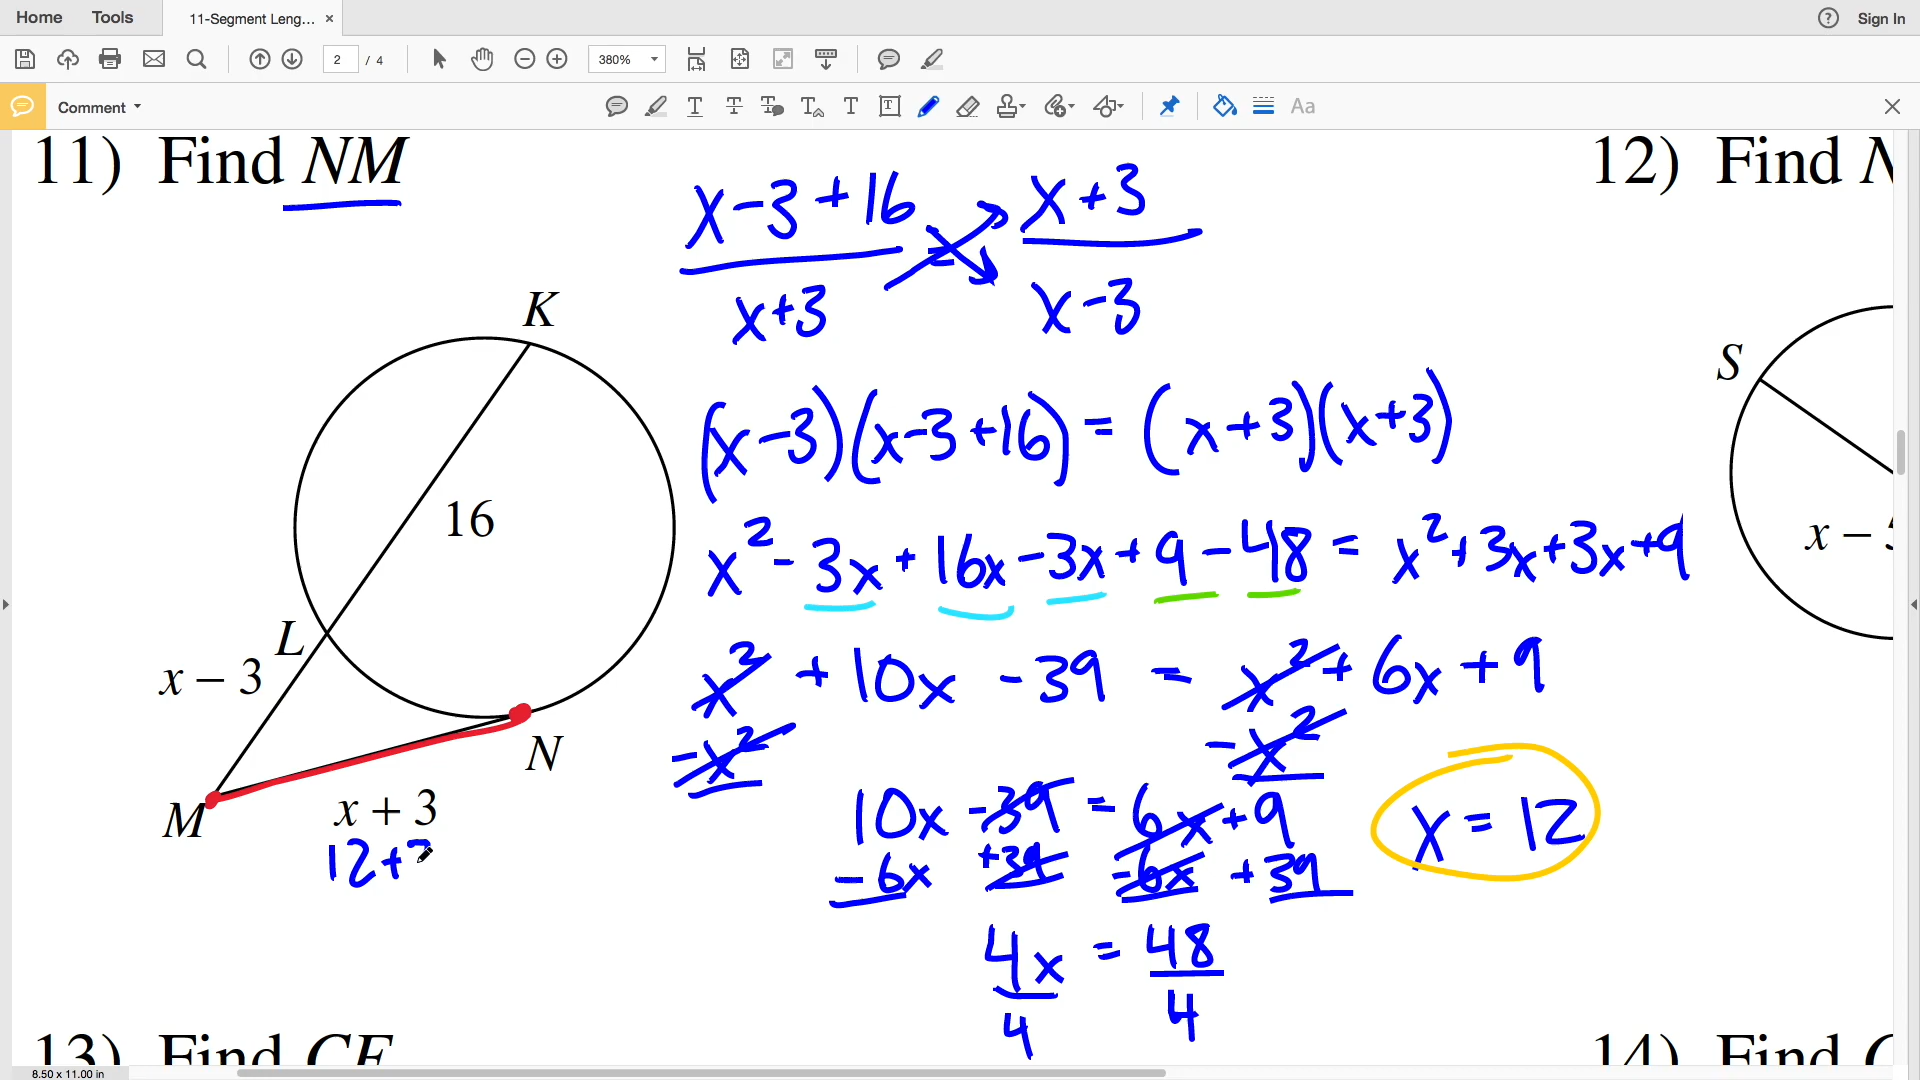 Home Tools 11-Segment Leng... × ? Sign In
2 / 4 380%
Comment Aa
11) Find NM
12) Find
x-3+16 = x+3
x+3 x-3
K
S
(x-3)(x-3+16) = (x+3)(x+3)
16
x² - 3x + 16x - 3x + 9 - 48 = x² + 3x + 3x + 9
x –
L
x – 3
x² + 10x - 39 = x² + 6x + 9
-x² -x²
N
M
x + 3
10x - 39 = 6x + 9
x = 12
12+
-6x +39 -6x +39
4x = 48
4 4
13) Find CE
14) Find
8.50 x 11.00 in